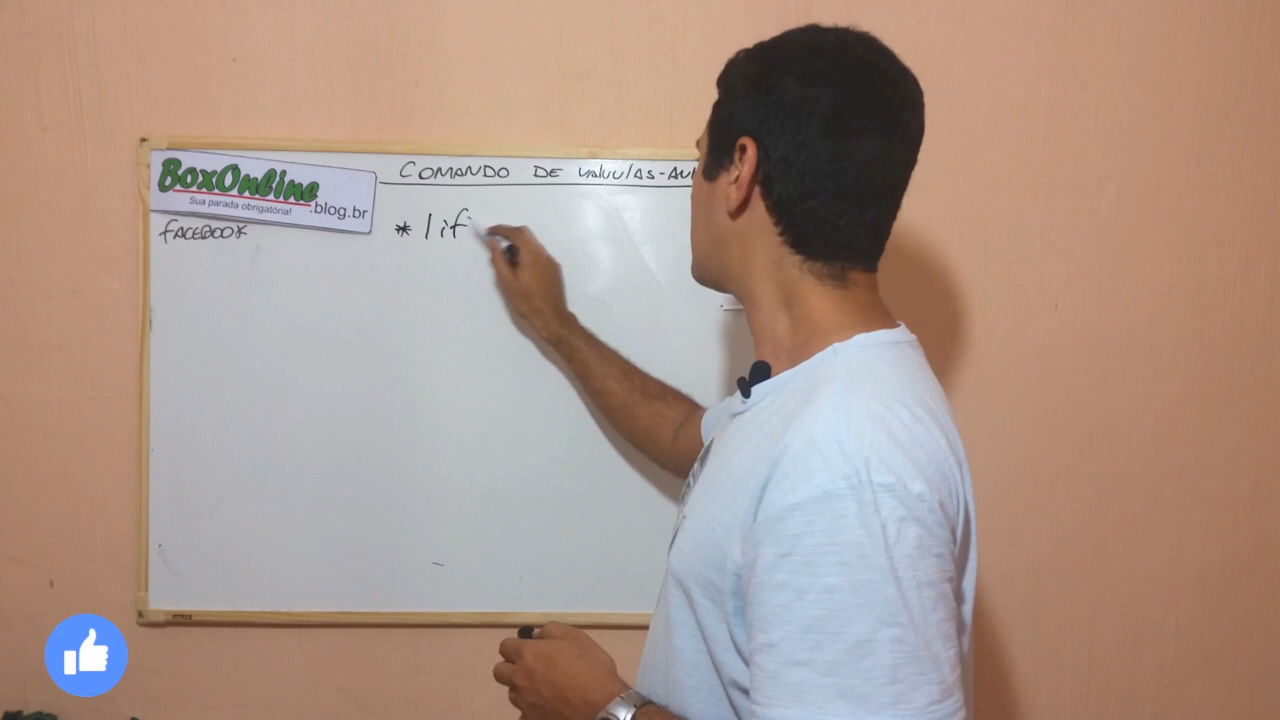 BoxOnline
Sua parada obrigatória!
.blog.br
FACEBOOK
COMANDO DE VALVULAS-AU
* lif